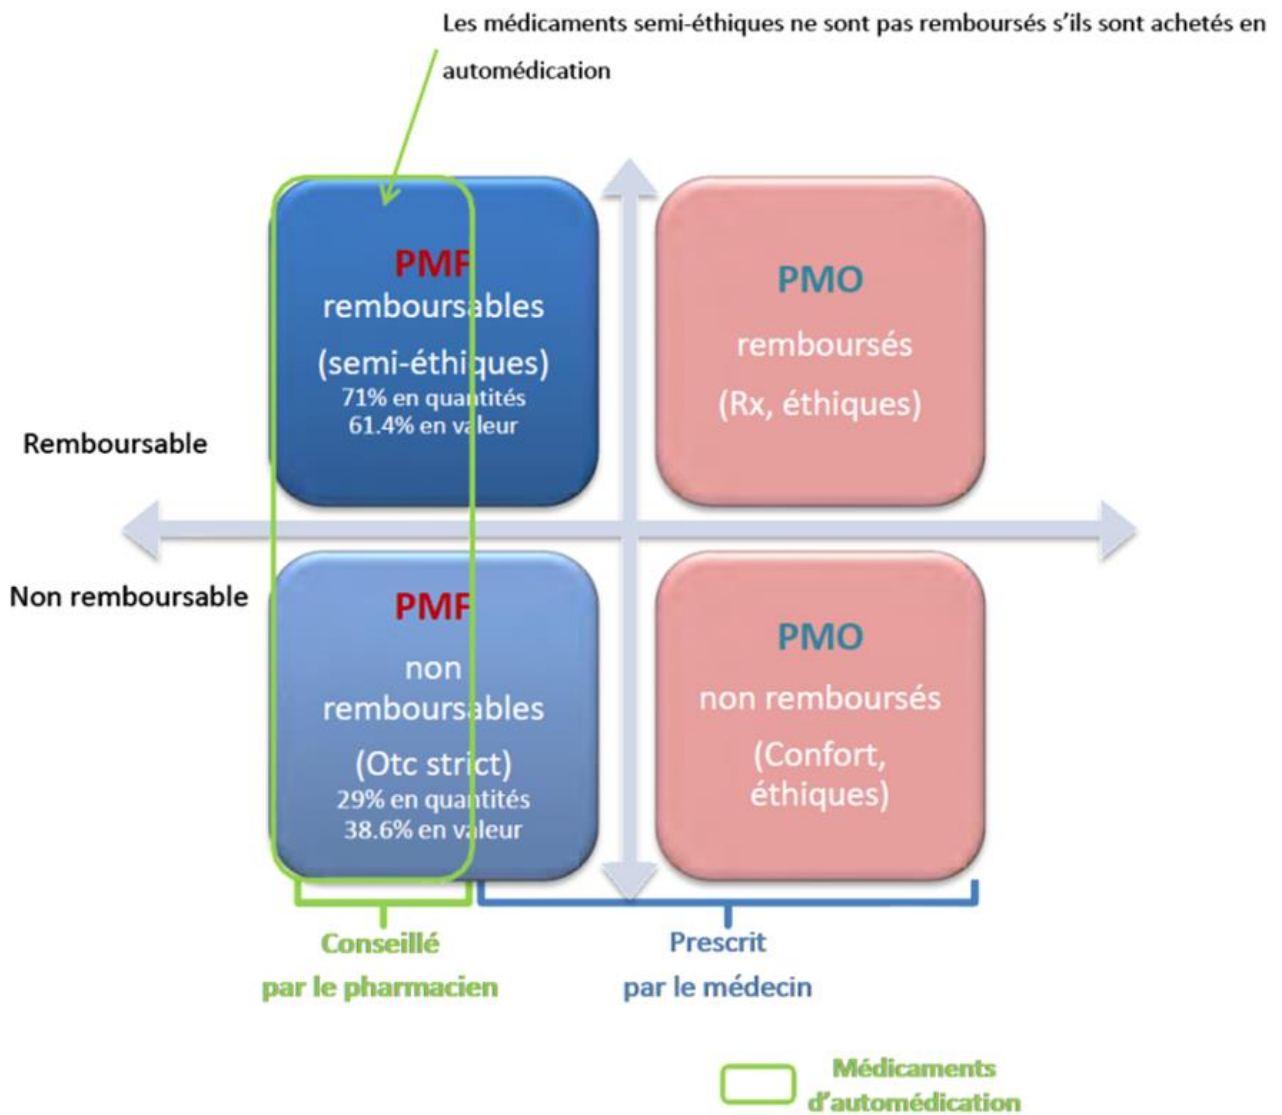 Les médicaments semi-éthiques ne sont pas remboursés s’ils sont achetés en
automédication
PMF
remboursables
(semi-éthiques)
71% en quantités
61.4% en valeur
PMO
remboursés
(Rx, éthiques)
Remboursable
Non remboursable
PMF
non
remboursables
(Otc strict)
29% en quantités
38.6% en valeur
PMO
non remboursés
(Confort,
éthiques)
Conseillé
par le pharmacien
Prescrit
par le médecin
Médicaments
d’automédication